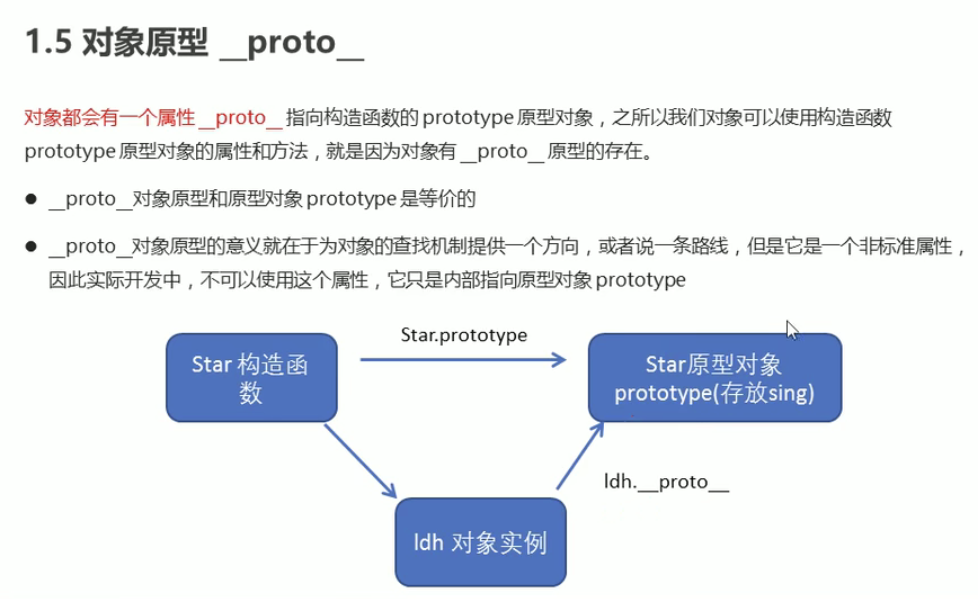 1.5 对象原型 __proto__
对象都会有一个属性 __proto__ 指向构造函数的 prototype 原型对象，之所以我们对象可以使用构造函数
prototype 原型对象的属性和方法，就是因为对象有 __proto__ 原型的存在。
● __proto__对象原型和原型对象 prototype 是等价的
● __proto__对象原型的意义就在于为对象的查找机制提供一个方向，或者说一条路线，但是它是一个非标准属性，
因此实际开发中，不可以使用这个属性，它只是内部指向原型对象 prototype
Star.prototype
Star 构造函
数
Star原型对象
prototype(存放sing)
ldh.__proto__
ldh 对象实例